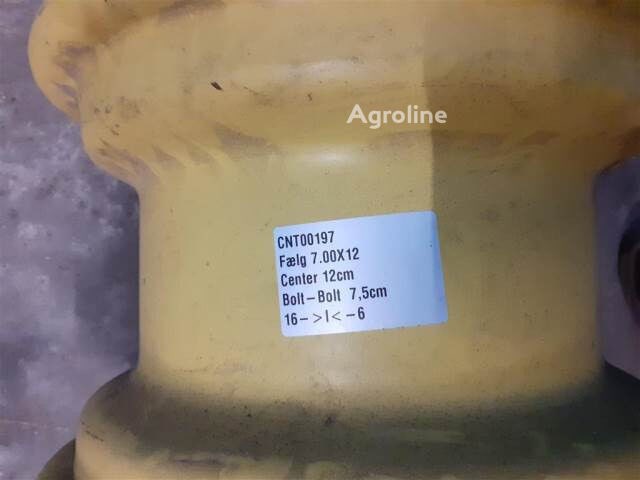 Agroline
CNT00197
Fælg 7.00X12
Center 12cm
Bolt-Bolt 7,5cm
16->I<-6